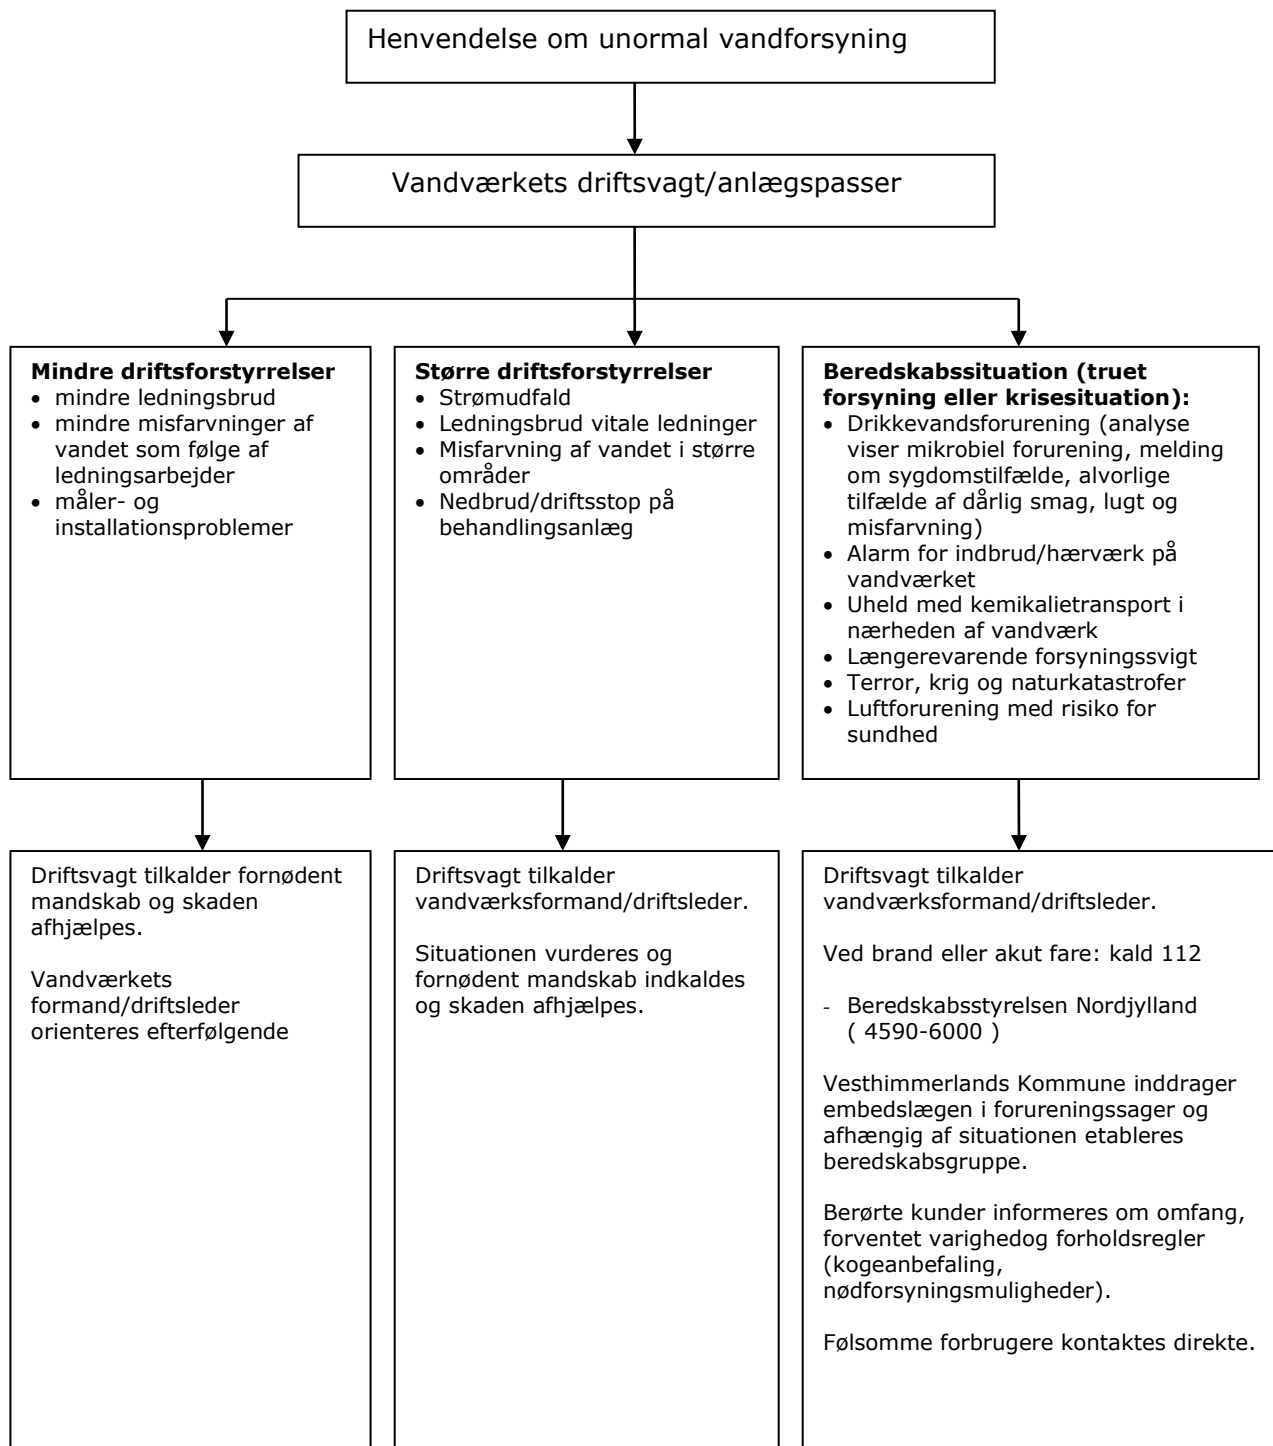 Henvendelse om unormal vandforsyning
Vandværkets driftsvagt/anlægspasser
Mindre driftsforstyrrelser
• mindre ledningsbrud
• mindre misfarvninger af
vandet som følge af
ledningsarbejder
• måler- og
installationsproblemer
Større driftsforstyrrelser
• Strømudfald
• Ledningsbrud vitale ledninger
• Misfarvning af vandet i større
områder
• Nedbrud/driftsstop på
behandlingsanlæg
Beredskabssituation (truet
forsyning eller krisesituation):
• Drikkevandsforurening (analyse
viser mikrobiel forurening, melding
om sygdomstilfælde, alvorlige
tilfælde af dårlig smag, lugt og
misfarvning)
• Alarm for indbrud/hærværk på
vandværket
• Uheld med kemikalietransport i
nærheden af vandværk
• Længerevarende forsyningssvigt
• Terror, krig og naturkatastrofer
• Luftforurening med risiko for
sundhed
Driftsvagt tilkalder fornødent
mandskab og skaden
afhjælpes.
Vandværkets
formand/driftsleder
orienteres efterfølgende
Driftsvagt tilkalder
vandværksformand/driftsleder.
Situationen vurderes og
fornødent mandskab indkaldes
og skaden afhjælpes.
Driftsvagt tilkalder
vandværksformand/driftsleder.
Ved brand eller akut fare: kald 112
- Beredskabsstyrelsen Nordjylland
( 4590-6000 )
Vesthimmerlands Kommune inddrager
embedslægen i forureningssager og
afhængig af situationen etableres
beredskabsgruppe.
Berørte kunder informeres om omfang,
forventet varighedog forholdsregler
(kogeanbefaling,
nødforsyningsmuligheder).
Følsomme forbrugere kontaktes direkte.